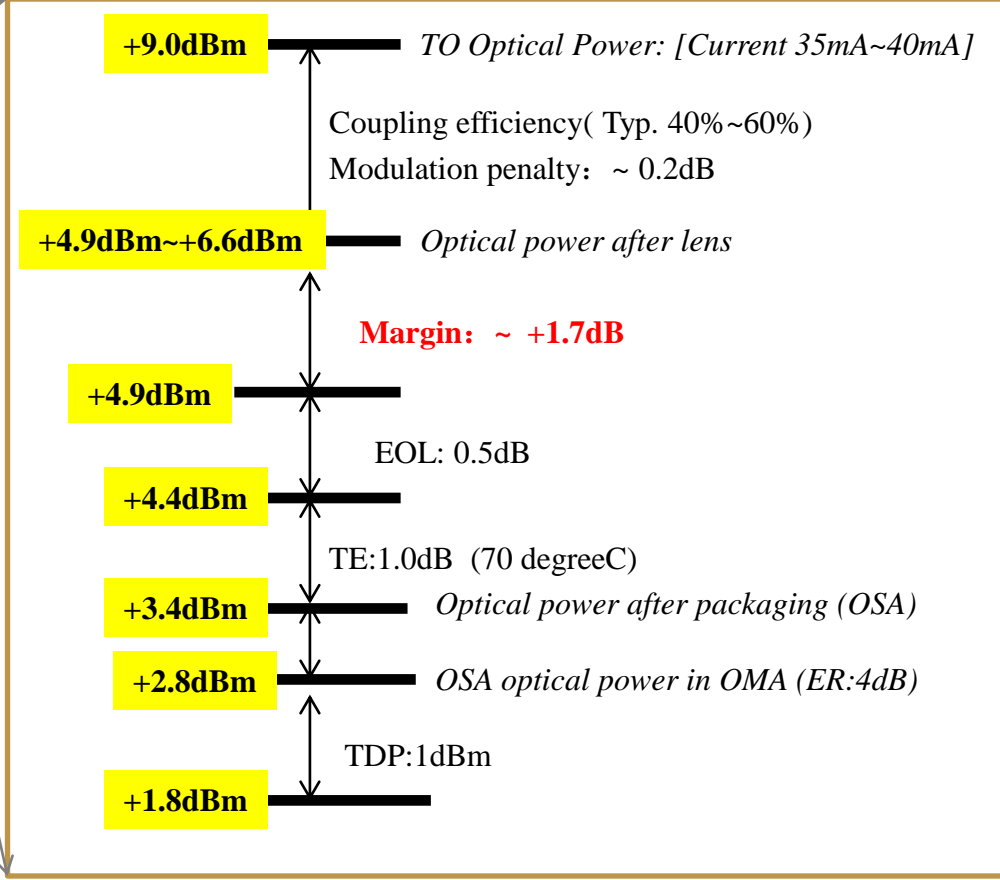 +9.0dBm TO Optical Power: [Current 35mA~40mA]
Coupling efficiency( Typ. 40%~60%)
Modulation penalty：~ 0.2dB
+4.9dBm~+6.6dBm Optical power after lens
Margin：~ +1.7dB
+4.9dBm
EOL: 0.5dB
+4.4dBm
TE:1.0dB (70 degreeC)
+3.4dBm Optical power after packaging (OSA)
+2.8dBm OSA optical power in OMA (ER:4dB)
TDP:1dBm
+1.8dBm